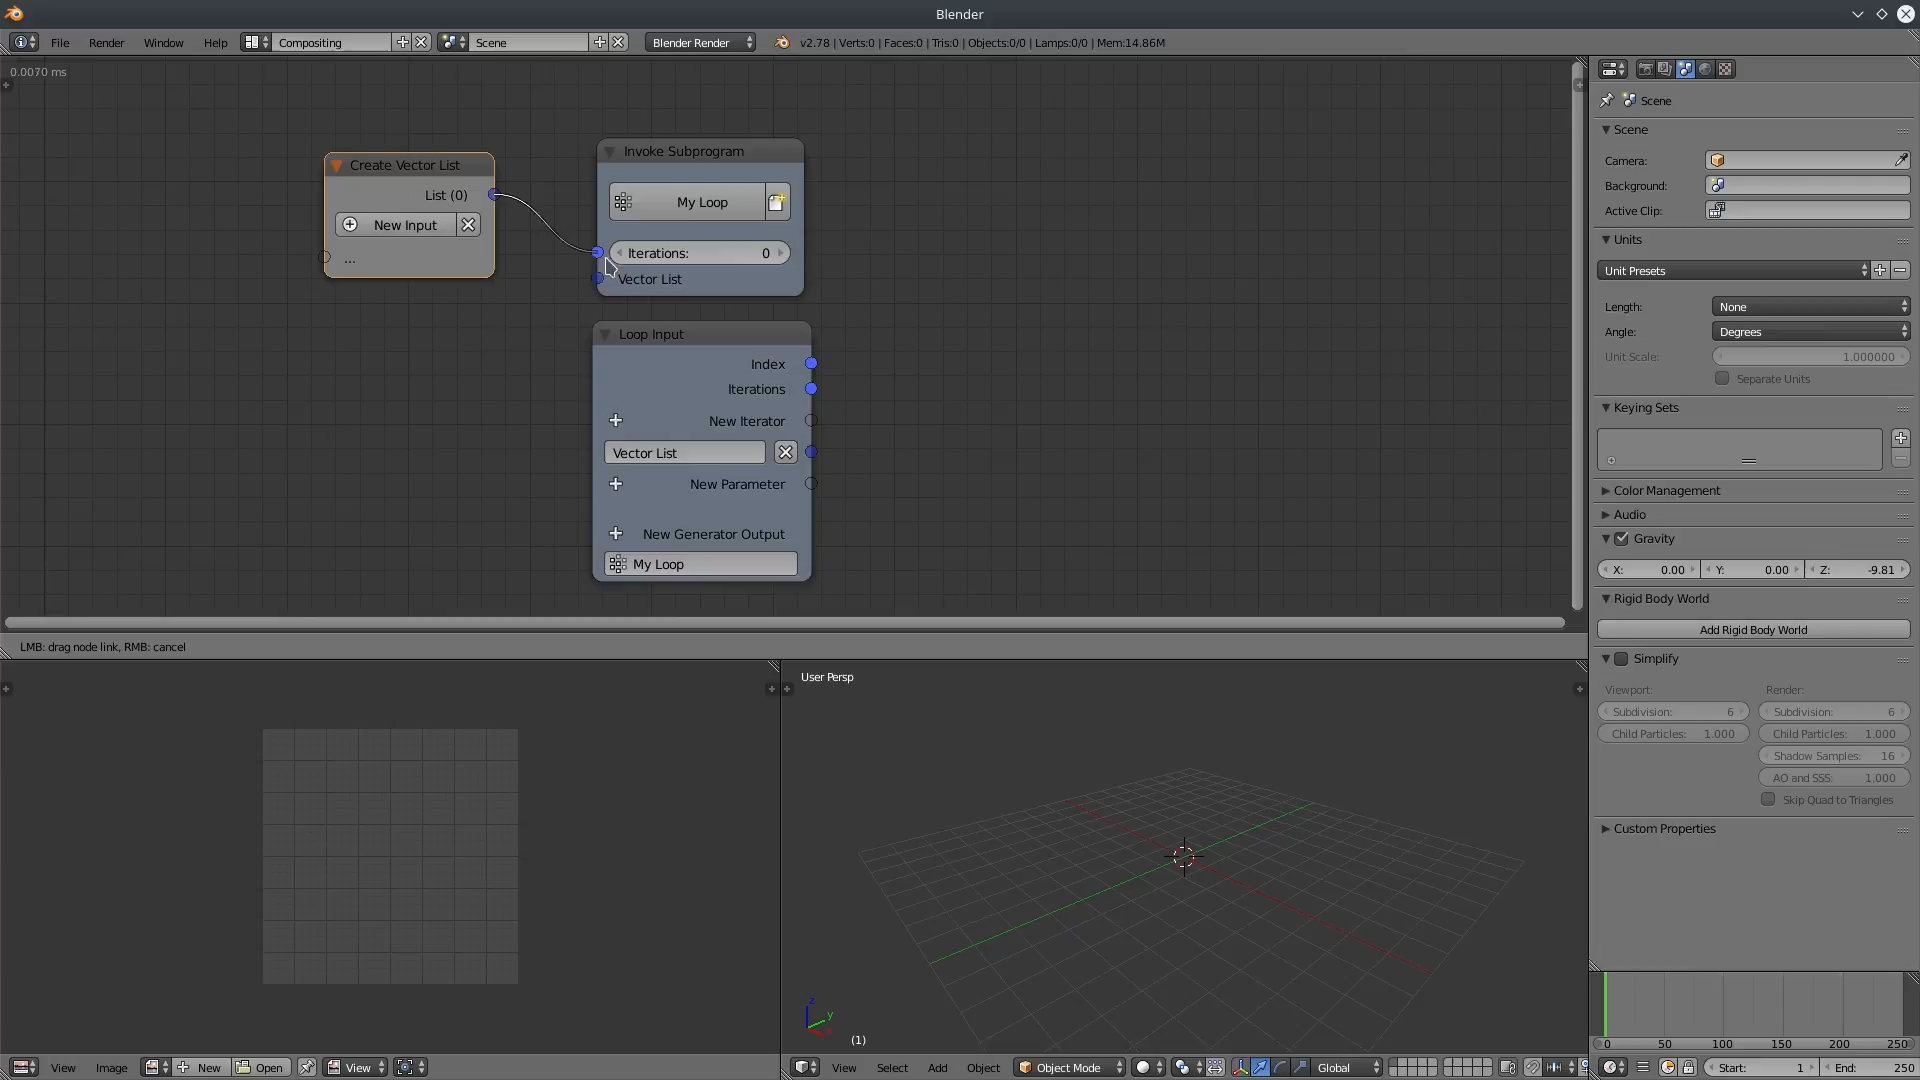 Blender
File Render Window Help Compositing Scene Blender Render v2.78 | Verts:0 | Faces:0 | Tris:0 | Objects:0/0 | Lamps:0/0 | Mem:14.86M
0.0070 ms
Create Vector List
List (0)
New Input
...
Invoke Subprogram
My Loop
Iterations: 0
Vector List
Loop Input
Index
Iterations
New Iterator
Vector List
New Parameter
New Generator Output
My Loop
LMB: drag node link, RMB: cancel
Scene
Scene
Camera:
Background:
Active Clip:
Units
Unit Presets
Length: None
Angle: Degrees
Unit Scale: 1.000000
Separate Units
Keying Sets
Color Management
Audio
Gravity
X: 0.00 Y: 0.00 Z: -9.81
Rigid Body World
Add Rigid Body World
Simplify
Viewport: Render:
Subdivision: 6 Subdivision: 6
Child Particles: 1.000 Child Particles: 1.000
Shadow Samples: 16
AO and SSS: 1.000
Skip Quad to Triangles
Custom Properties
User Persp
z
y
x
(1)
0 50 100 150 200 250
View Image New Open View
View Select Add Object Object Mode Global
Start: 1 End: 250